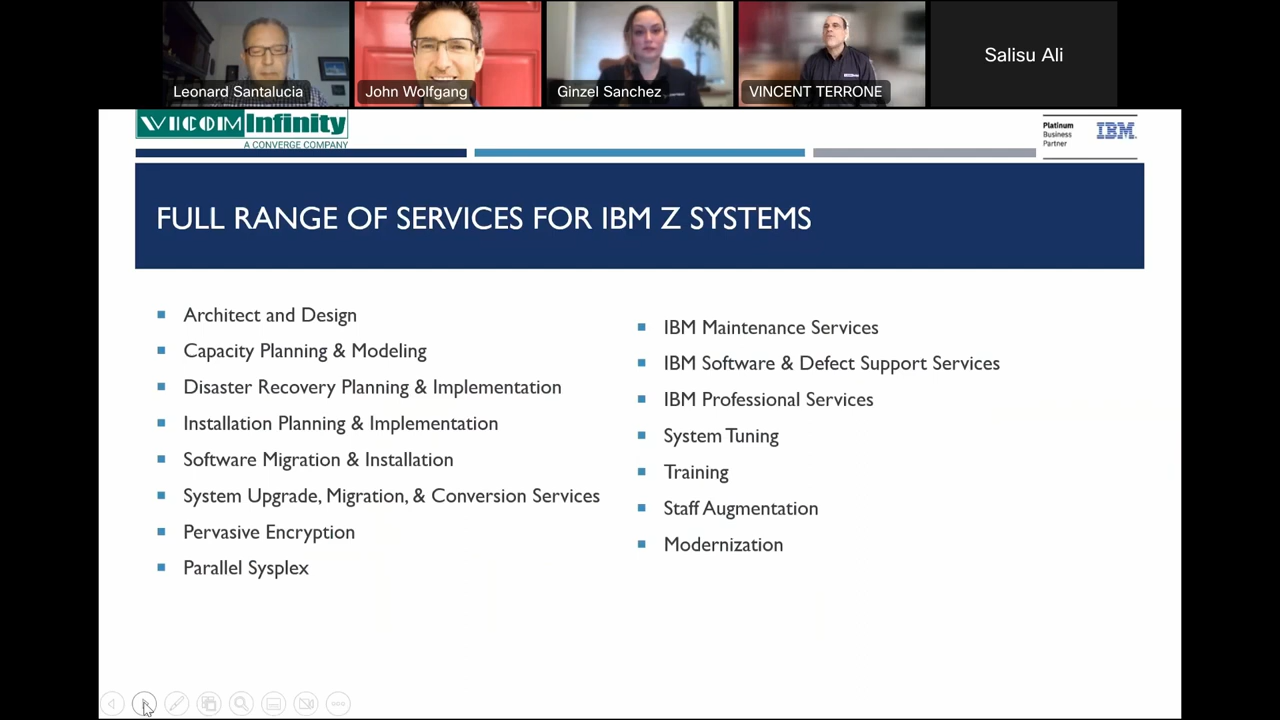 Leonard Santalucia
John Wolfgang
Ginzel Sanchez
VINCENT TERRONE
Salisu Ali
VICOM Infinity
A CONVERGE COMPANY
Platinum
Business
Partner
IBM
FULL RANGE OF SERVICES FOR IBM Z SYSTEMS
Architect and Design
Capacity Planning & Modeling
Disaster Recovery Planning & Implementation
Installation Planning & Implementation
Software Migration & Installation
System Upgrade, Migration, & Conversion Services
Pervasive Encryption
Parallel Sysplex
IBM Maintenance Services
IBM Software & Defect Support Services
IBM Professional Services
System Tuning
Training
Staff Augmentation
Modernization